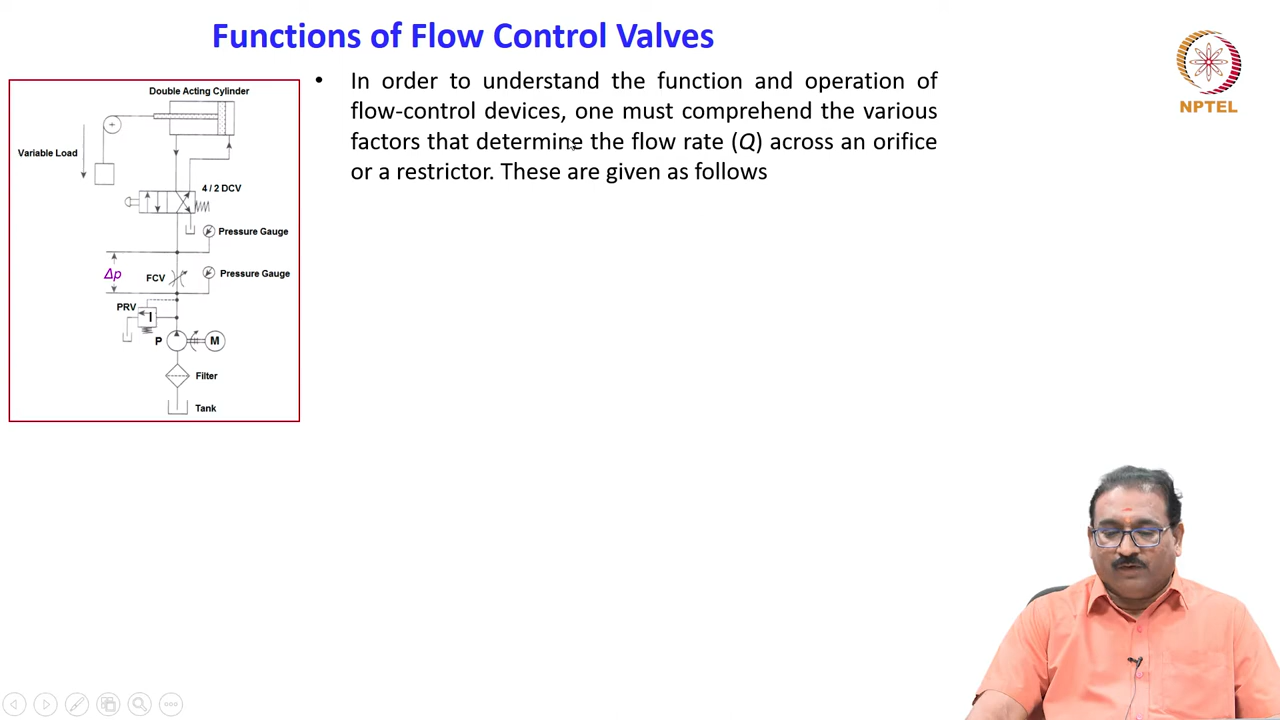 Functions of Flow Control Valves
NPTEL
• In order to understand the function and operation of
flow-control devices, one must comprehend the various
factors that determine the flow rate (Q) across an orifice
or a restrictor. These are given as follows
Double Acting Cylinder
Variable Load
4 / 2 DCV
Pressure Gauge
Δp
FCV
Pressure Gauge
PRV
P
M
Filter
Tank